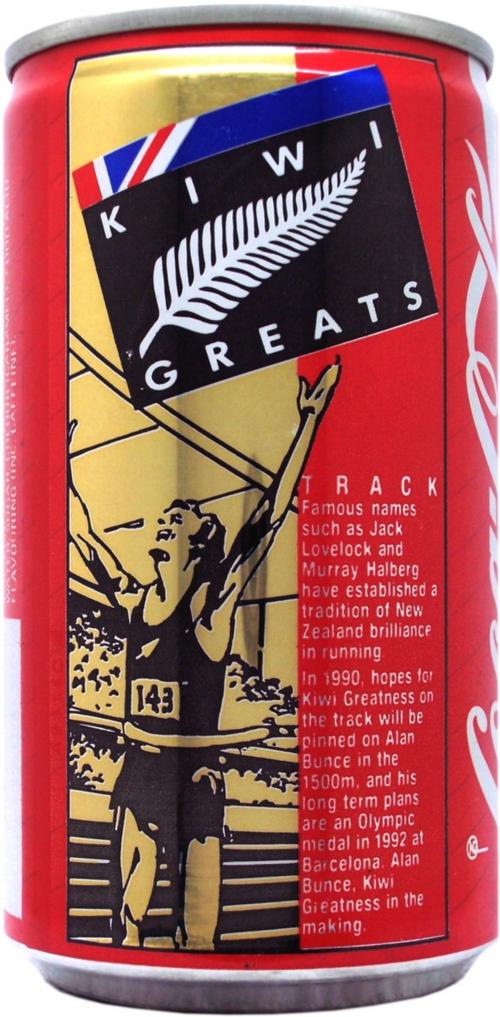 KIWI
GREATS
143
TRACK
Famous names
such as Jack
Lovelock and
Murray Halberg
have established a
tradition of New
Zealand brilliance
in running
In 1990, hopes for
Kiwi Greatness on
the track will be
pinned on Alan
Bunce in the
1500m, and his
long term plans
are an Olympic
medal in 1992 at
Barcelona. Alan
Bunce, Kiwi
Greatness in the
making.